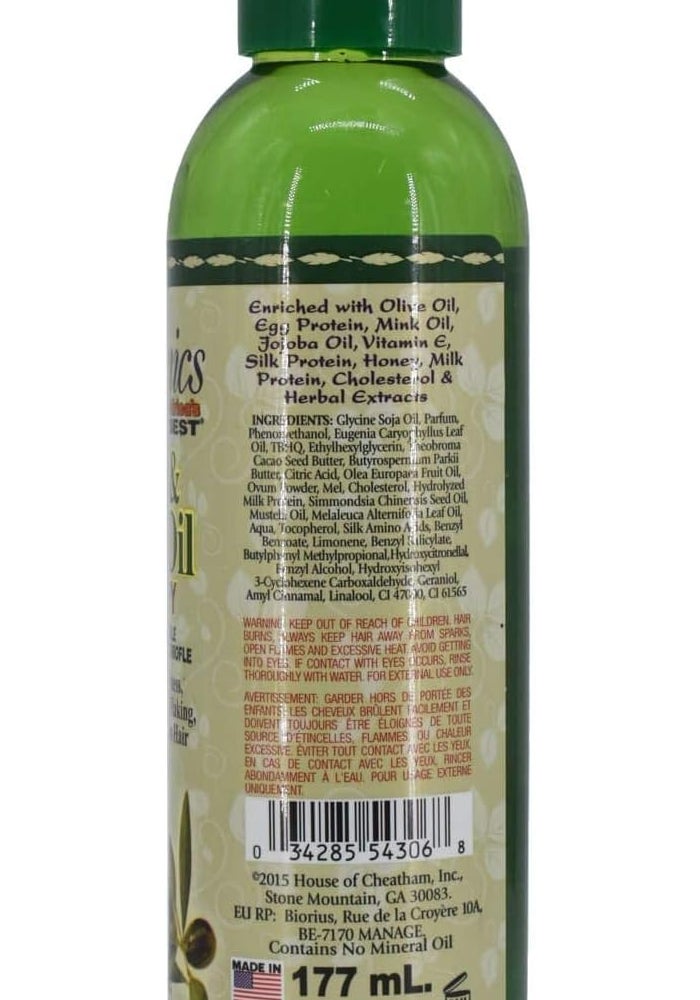 Enriched with Olive Oil,
Egg Protein, Mink Oil,
Jojoba Oil, Vitamin E,
Silk Protein, Honey, Milk
Protein, Cholesterol &
Herbal Extracts
nics
EST
INGREDIENTS: Glycine Soja Oil, Parfum,
Phenoxyethanol, Eugenia Caryophyllus Leaf
Oil, TBHQ, Ethylhexylglycerin, Theobroma
Cacao Seed Butter, Butyrospermum Parkii
Butter, Citric Acid, Olea Europaea Fruit Oil,
Ovum Powder, Mel, Cholesterol, Hydrolyzed
Milk Protein, Simmondsia Chinensis Seed Oil,
Mustela Oil, Melaleuca Alternifolia Leaf Oil,
Aqua, Tocopherol, Silk Amino Acids, Benzyl
Benzoate, Limonene, Benzyl Salicylate,
Butylphenyl Methylpropional, Hydroxycitronellal,
Benzyl Alcohol, Hydroxyisohexyl
3-Cyclohexene Carboxaldehyde, Geraniol,
Amyl Cinnamal, Linalool, CI 47000, CI 61565
&
il
Y
LE
OFLE
ness,
aking,
Hair
WARNING: KEEP OUT OF REACH OF CHILDREN. HAIR
BURNS, ALWAYS KEEP HAIR AWAY FROM SPARKS,
OPEN FLAMES AND EXCESSIVE HEAT. AVOID GETTING
INTO EYES. IF CONTACT WITH EYES OCCURS, RINSE
THOROUGHLY WITH WATER. FOR EXTERNAL USE ONLY.
AVERTISSEMENT: GARDER HORS DE PORTÉE DES
ENFANTS. LES CHEVEUX BRÛLENT FACILEMENT ET
DOIVENT TOUJOURS ÊTRE ÉLOIGNÉS DE TOUTE
SOURCE D'ÉTINCELLES, FLAMMES, OU CHALEUR
EXCESSIVE. ÉVITER TOUT CONTACT AVEC LES YEUX.
EN CAS DE CONTACT AVEC LES YEUX, RINCER
ABONDAMMENT À L'EAU. POUR USAGE EXTERNE
UNIQUEMENT.
0 34285 54306 8
©2015 House of Cheatham, Inc.,
Stone Mountain, GA 30083.
EU RP: Biorius, Rue de la Croyère 10A,
BE-7170 MANAGE.
Contains No Mineral Oil
MADE IN
177 mL.